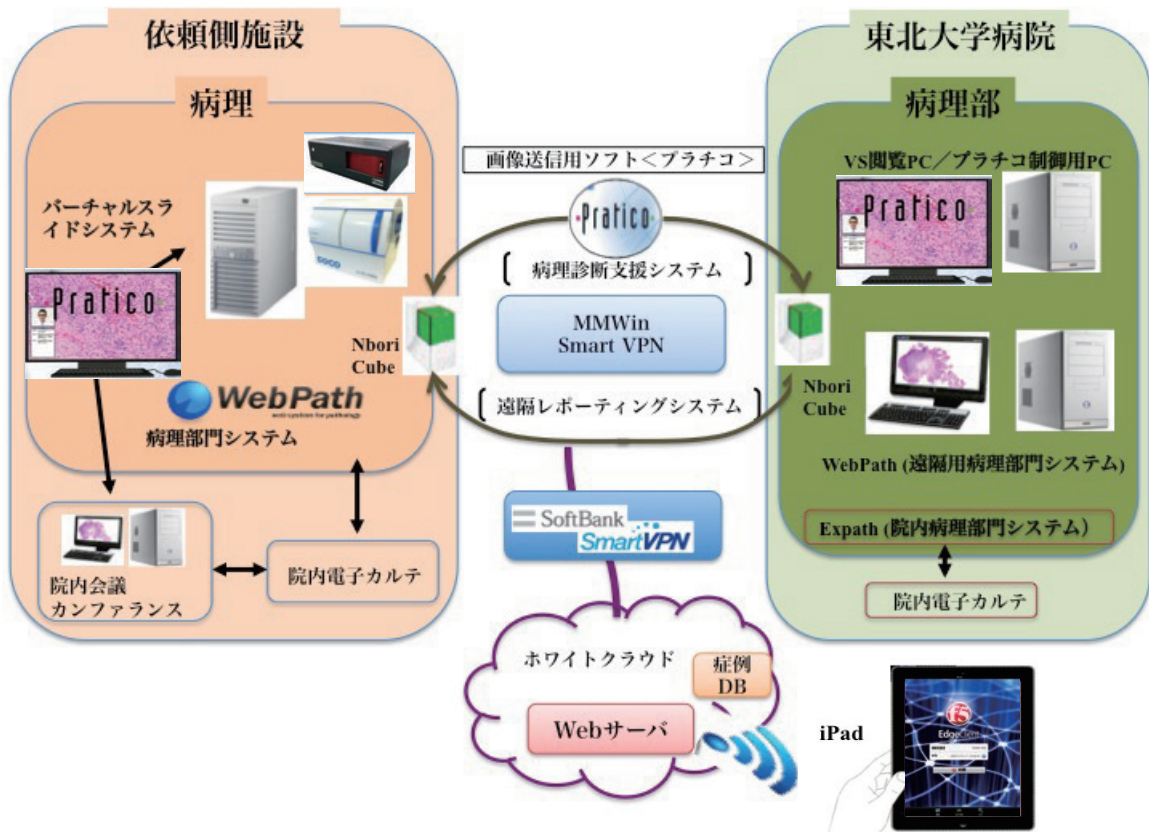 依頼側施設
病理
バーチャルスラ
イドシステム
Pratico
WebPath
web system for pathology
病理部門システム
院内会議
カンファランス
院内電子カルテ
Nbori
Cube
画像送信用ソフト<プラチコ>
Pratico
病理診断支援システム
MMWin
Smart VPN
遠隔レポーティングシステム
SoftBank
SmartVPN
ホワイトクラウド
症例
DB
Webサーバ
東北大学病院
病理部
VS閲覧PC／プラチコ制御用PC
Pratico
Nbori
Cube
WebPath (遠隔用病理部門システム)
Expath (院内病理部門システム）
院内電子カルテ
iPad
f5
EdgeClient